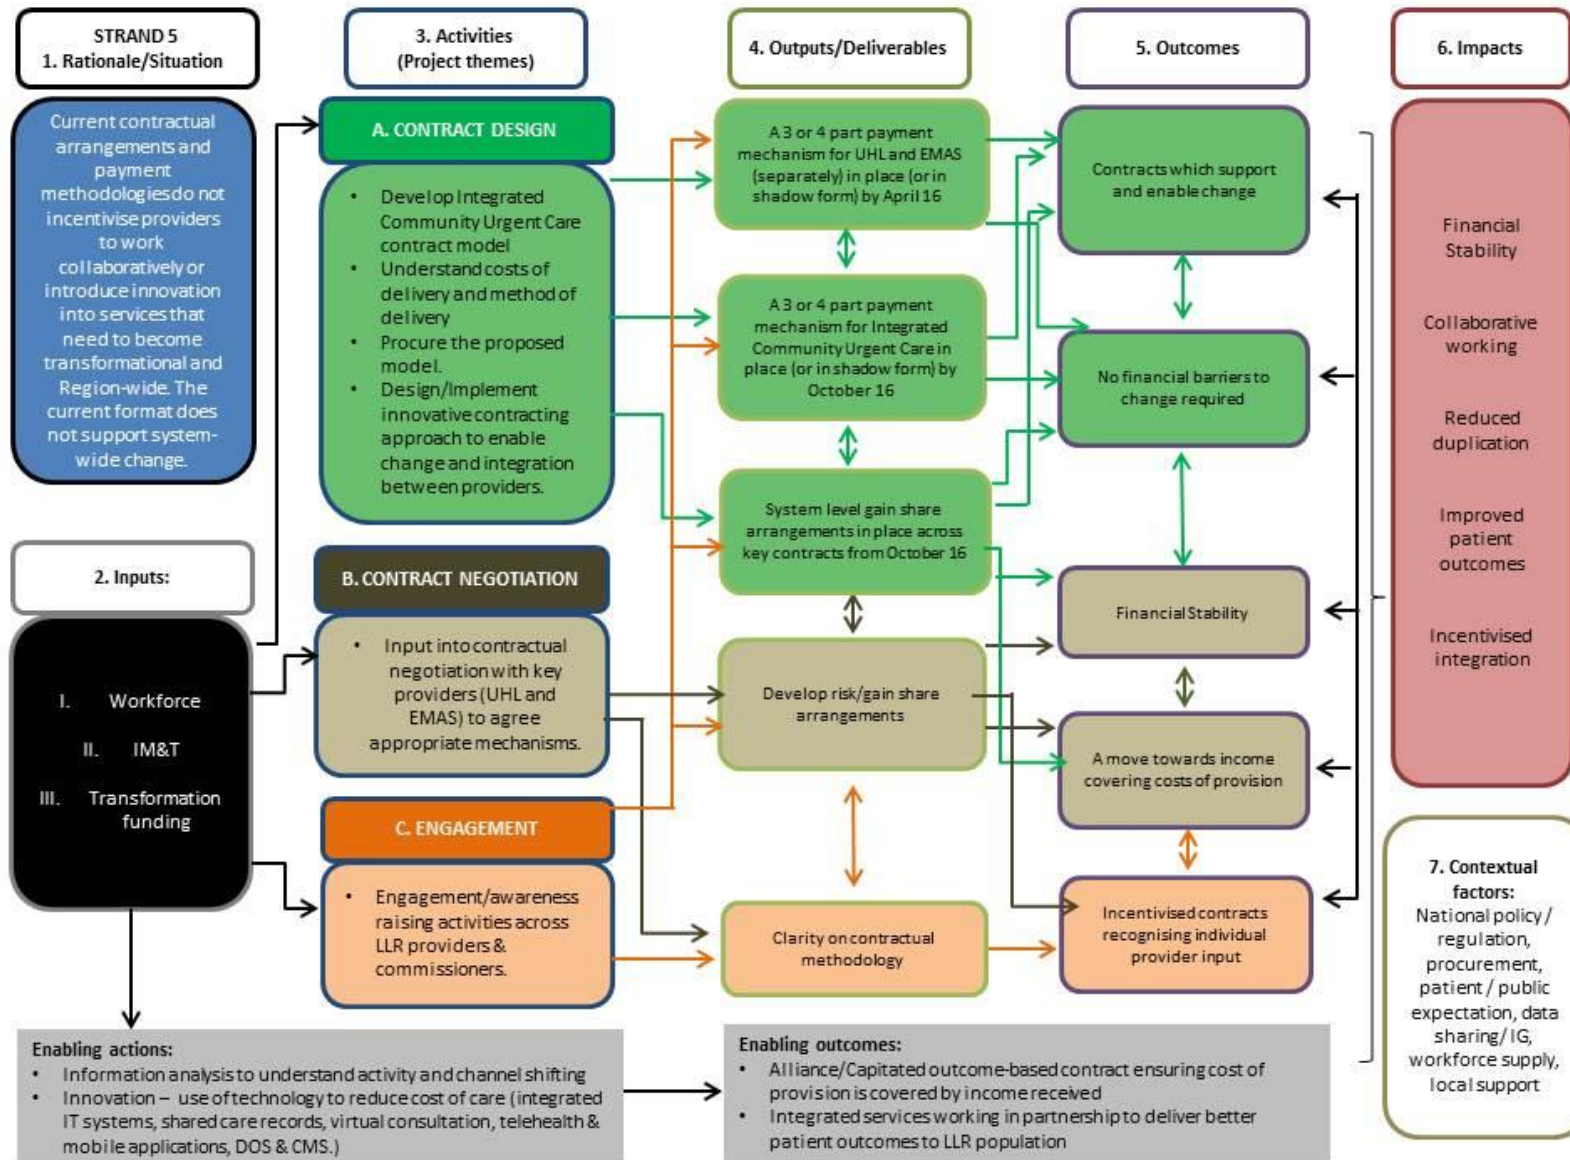 STRAND 5
1. Rationale/Situation
Current contractual
arrangements and
payment
methodologies do not
incentivise providers
to work
collaboratively or
introduce innovation
into services that
need to become
transformational and
Region-wide. The
current format does
not support system-
wide change.
2. Inputs:
I. Workforce
II. IM&T
III. Transformation
funding
3. Activities
(Project themes)
A. CONTRACT DESIGN
• Develop Integrated
Community Urgent Care
contract model
• Understand costs of
delivery and method of
delivery
• Procure the proposed
model.
• Design/Implement
innovative contracting
approach to enable
change and integration
between providers.
B. CONTRACT NEGOTIATION
• Input into contractual
negotiation with key
providers (UHL and
EMAS) to agree
appropriate mechanisms.
C. ENGAGEMENT
• Engagement/awareness
raising activities across
LLR providers &
commissioners.
4. Outputs/Deliverables
A 3 or 4 part payment
mechanism for UHL and EMAS
(separately) in place (or in
shadow form) by April 16
A 3 or 4 part payment
mechanism for Integrated
Community Urgent Care in
place (or in shadow form) by
October 16
System level gain share
arrangements in place across
key contracts from October 16
Develop risk/gain share
arrangements
Clarity on contractual
methodology
5. Outcomes
Contracts which support
and enable change
No financial barriers to
change required
Financial Stability
A move towards income
covering costs of provision
Incentivised contracts
recognising individual
provider input
6. Impacts
Financial
Stability
Collaborative
working
Reduced
duplication
Improved
patient
outcomes
Incentivised
integration
7. Contextual
factors:
National policy /
regulation,
procurement,
patient / public
expectation, data
sharing/ IG,
workforce supply,
local support
Enabling actions:
• Information analysis to understand activity and channel shifting
• Innovation – use of technology to reduce cost of care (integrated
IT systems, shared care records, virtual consultation, telehealth &
mobile applications, DOS & CMS.)
Enabling outcomes:
• Alliance/Capitated outcome-based contract ensuring cost of
provision is covered by income received
• Integrated services working in partnership to deliver better
patient outcomes to LLR population